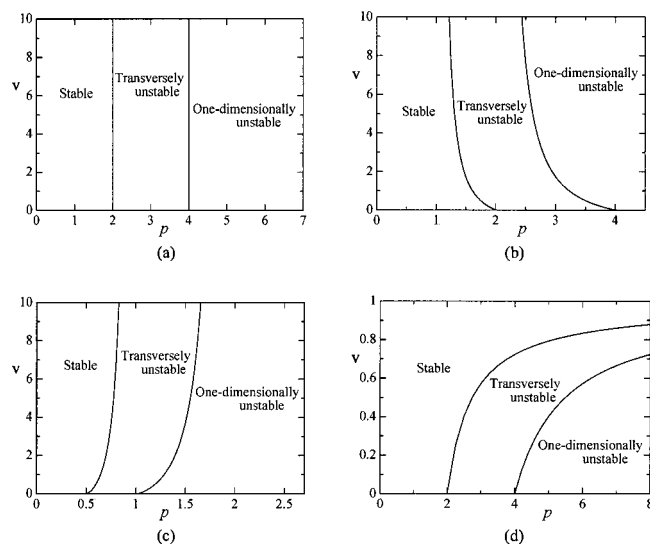 10
8
V
6
4
2
0
Stable
Transversely
unstable
One-dimensionally
unstable
0 1 2 3 4 5 6 7
p
(a)
10
8
V
6
4
2
0
Stable
Transversely
unstable
One-dimensionally
unstable
0 1 2 3 4
p
(b)
10
8
V
6
4
2
0
Stable
Transversely
unstable
One-dimensionally
unstable
0 0.5 1 1.5 2 2.5
p
(c)
1
0.8
V
0.6
0.4
0.2
0
Stable
Transversely
unstable
One-dimensionally
unstable
0 2 4 6 8
p
(d)